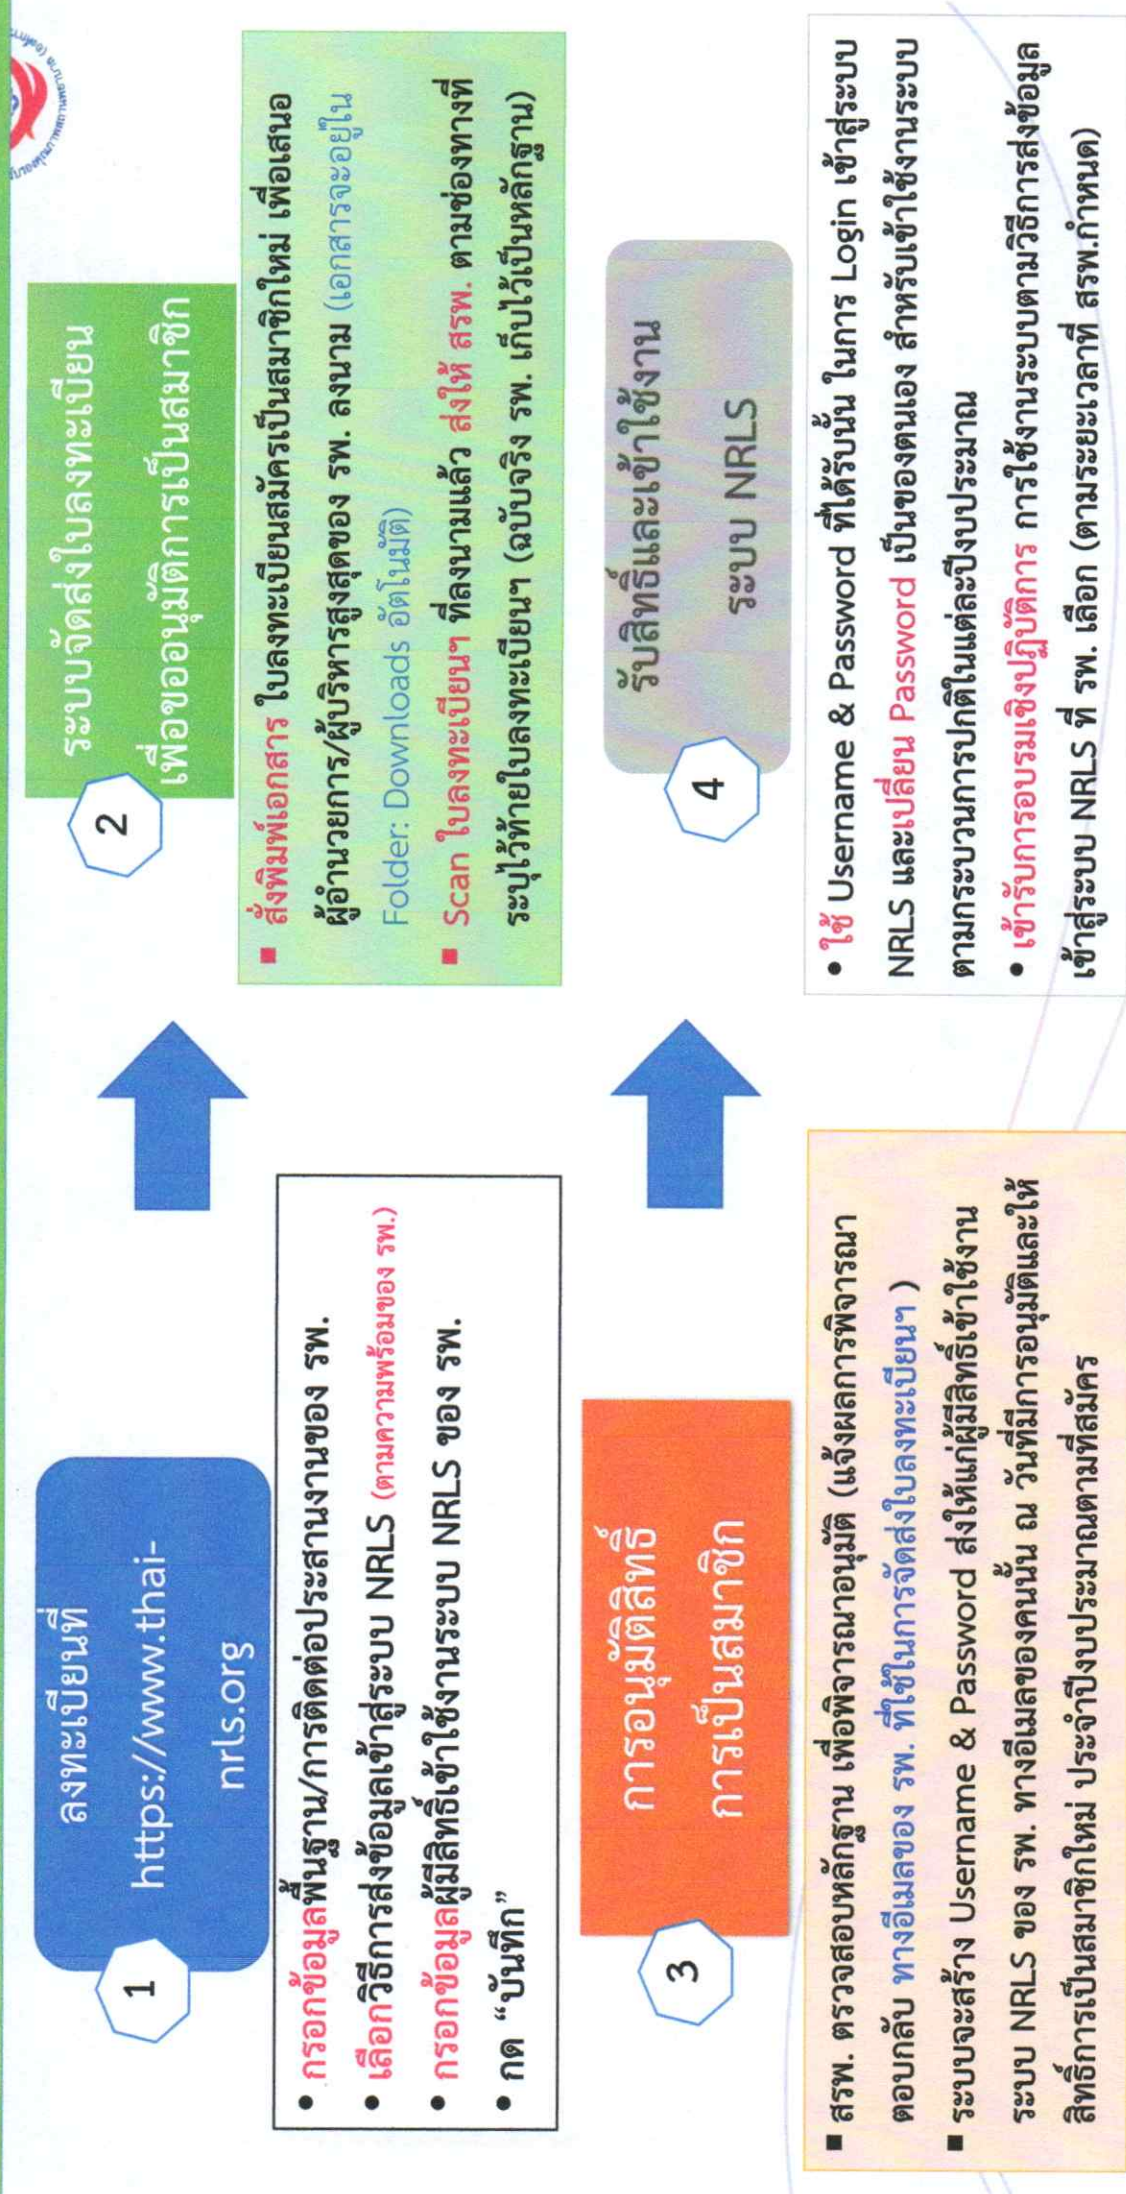 1
ลงทะเบียนที่
https://www.thai-
nrls.org
• กรอกข้อมูลพื้นฐาน/การติดต่อประสานงานของ รพ.
• เลือกวิธีการส่งข้อมูลเข้าสู่ระบบ NRLS (ตามความพร้อมของ รพ.)
• กรอกข้อมูลผู้มีสิทธิ์เข้าใช้งานระบบ NRLS ของ รพ.
• กด “บันทึก”
2
ระบบจัดส่งใบลงทะเบียน
เพื่อขออนุมัติการเป็นสมาชิก
▪ สั่งพิมพ์เอกสาร ใบลงทะเบียนสมัครเป็นสมาชิกใหม่ เพื่อเสนอ
ผู้อำนวยการ/ผู้บริหารสูงสุดของ รพ. ลงนาม (เอกสารจะอยู่ใน
Folder: Downloads อัตโนมัติ)
▪ Scan ใบลงทะเบียนฯ ที่ลงนามแล้ว ส่งให้ สรพ. ตามช่องทางที่
ระบุไว้ท้ายใบลงทะเบียนฯ (ฉบับจริง รพ. เก็บไว้เป็นหลักฐาน)
3
การอนุมัติสิทธิ์
การเป็นสมาชิก
▪ สรพ. ตรวจสอบหลักฐาน เพื่อพิจารณาอนุมัติ (แจ้งผลการพิจารณา
ตอบกลับ ทางอีเมลของ รพ. ที่ใช้ในการจัดส่งใบลงทะเบียนฯ )
▪ ระบบจะสร้าง Username & Password ส่งให้แก่ผู้มีสิทธิ์เข้าใช้งาน
ระบบ NRLS ของ รพ. ทางอีเมลของคนนั้น ณ วันที่มีการอนุมัติและให้
สิทธิ์การเป็นสมาชิกใหม่ ประจำปีงบประมาณตามที่สมัคร
4
รับสิทธิ์และเข้าใช้งาน
ระบบ NRLS
• ใช้ Username & Password ที่ได้รับนั้น ในการ Login เข้าสู่ระบบ
NRLS และเปลี่ยน Password เป็นของตนเอง สำหรับเข้าใช้งานระบบ
ตามกระบวนการปกติในแต่ละปีงบประมาณ
• เข้ารับการอบรมเชิงปฏิบัติการ การใช้งานระบบตามวิธีการส่งข้อมูล
เข้าสู่ระบบ NRLS ที่ รพ. เลือก (ตามระยะเวลาที่ สรพ.กำหนด)